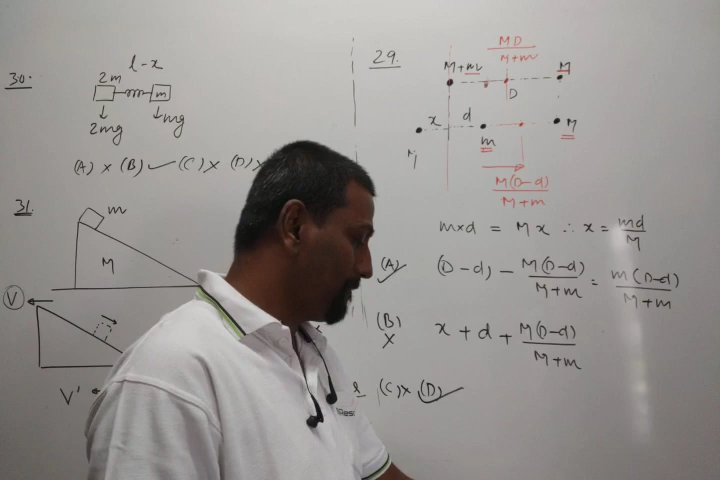 30.
l-x
2m
m
2mg
mg
(A) x (B) ✓ (C) x (D) x
31.
m
M
V
V'
29.
MD
M+m
M+m
M
D
x
d
M
m
M
M(D-d)
M+m
m×d = Mx ∴ x = md/M
(A) ✓ (D-d) - M(D-d)/M+m = m(D-d)/M+m
(B) x x + d + M(D-d)/M+m
(C) x (D) ✓